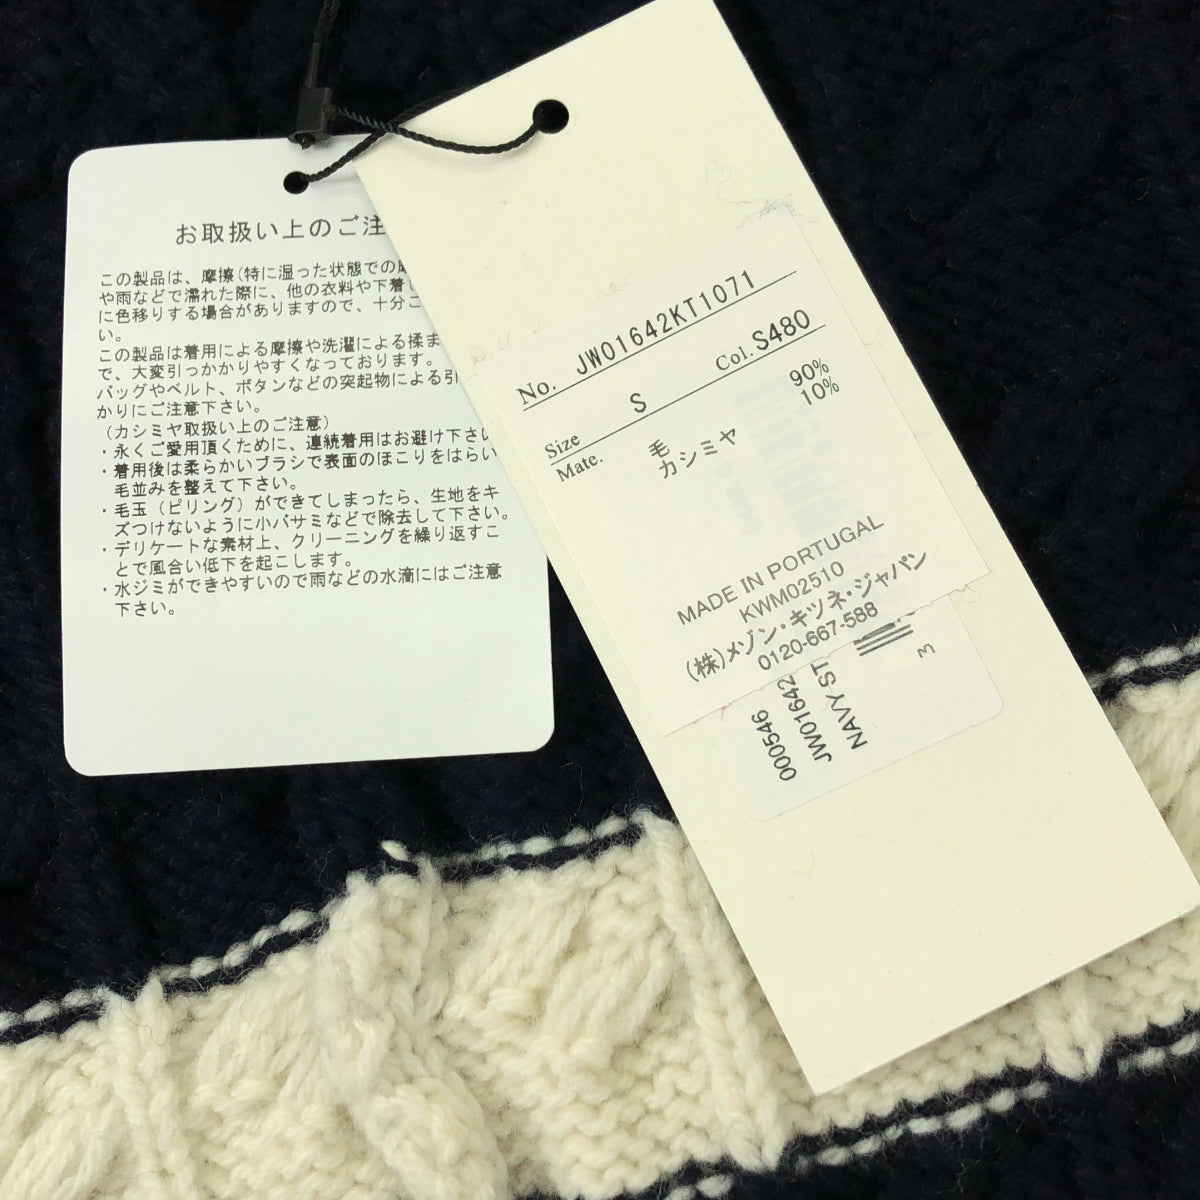 お取扱い上のご注
この製品は、摩擦(特に湿った状態での
や雨などで濡れた際に、他の衣料や下着
に色移りする場合がありますので、十分ご
い。
この製品は着用による摩擦や洗濯による揉ま
で、大変引っかかりやすくなっております。
バッグやベルト、ボタンなどの突起物による引
かりにご注意下さい。
(カシミヤ取扱い上のご注意)
・永くご愛用頂くために、連続着用はお避け下さい
・着用後は柔らかいブラシで表面のほこりをはらい
毛並みを整えて下さい。
・毛玉(ピリング)ができてしまったら、生地をキ
ズつけないように小バサミなどで除去して下さい。
・デリケートな素材上、クリーニングを繰り返すこ
とで風合い低下を起こします。
・水ジミができやすいので雨などの水滴にはご注意
下さい。
No. JW01642KT1071
Size S Col. S480
Mate. 毛 90%
カシミヤ 10%
MADE IN PORTUGAL
KWM02510
(株)メゾン・キツネ・ジャパン
0120-667-588
000546
JW01642
NAVY ST